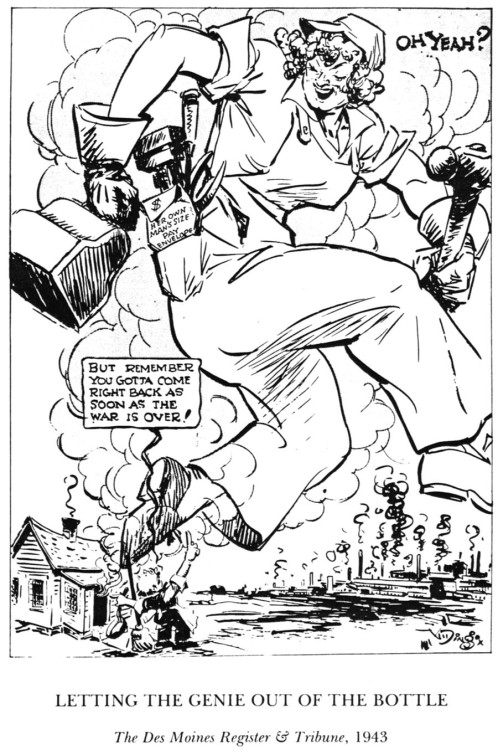 OH YEAH?
$
HER OWN
MAN'S SIZE
PAY
ENVELOPE
BUT REMEMBER
YOU GOTTA COME
RIGHT BACK AS
SOON AS THE
WAR IS OVER!
DING
LETTING THE GENIE OUT OF THE BOTTLE
The Des Moines Register & Tribune, 1943